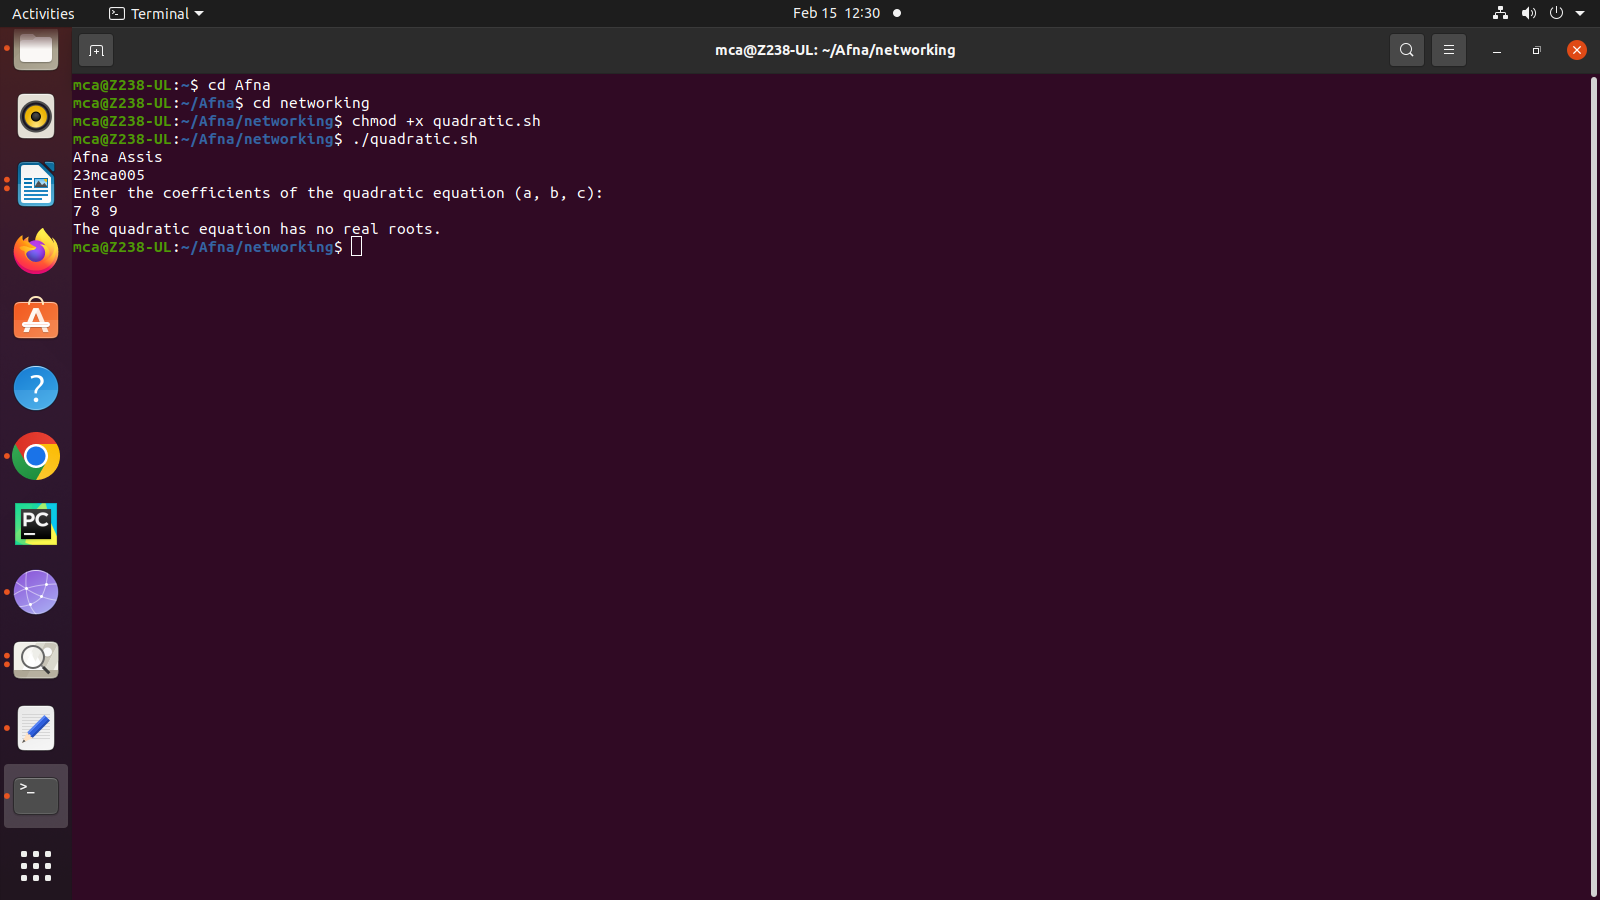 Activities
Terminal
Feb 15 12:30
mca@Z238-UL: ~/Afna/networking
mca@Z238-UL:~$ cd Afna
mca@Z238-UL:~/Afna$ cd networking
mca@Z238-UL:~/Afna/networking$ chmod +x quadratic.sh
mca@Z238-UL:~/Afna/networking$ ./quadratic.sh
Afna Assis
23mca005
Enter the coefficients of the quadratic equation (a, b, c):
7 8 9
The quadratic equation has no real roots.
mca@Z238-UL:~/Afna/networking$
PC